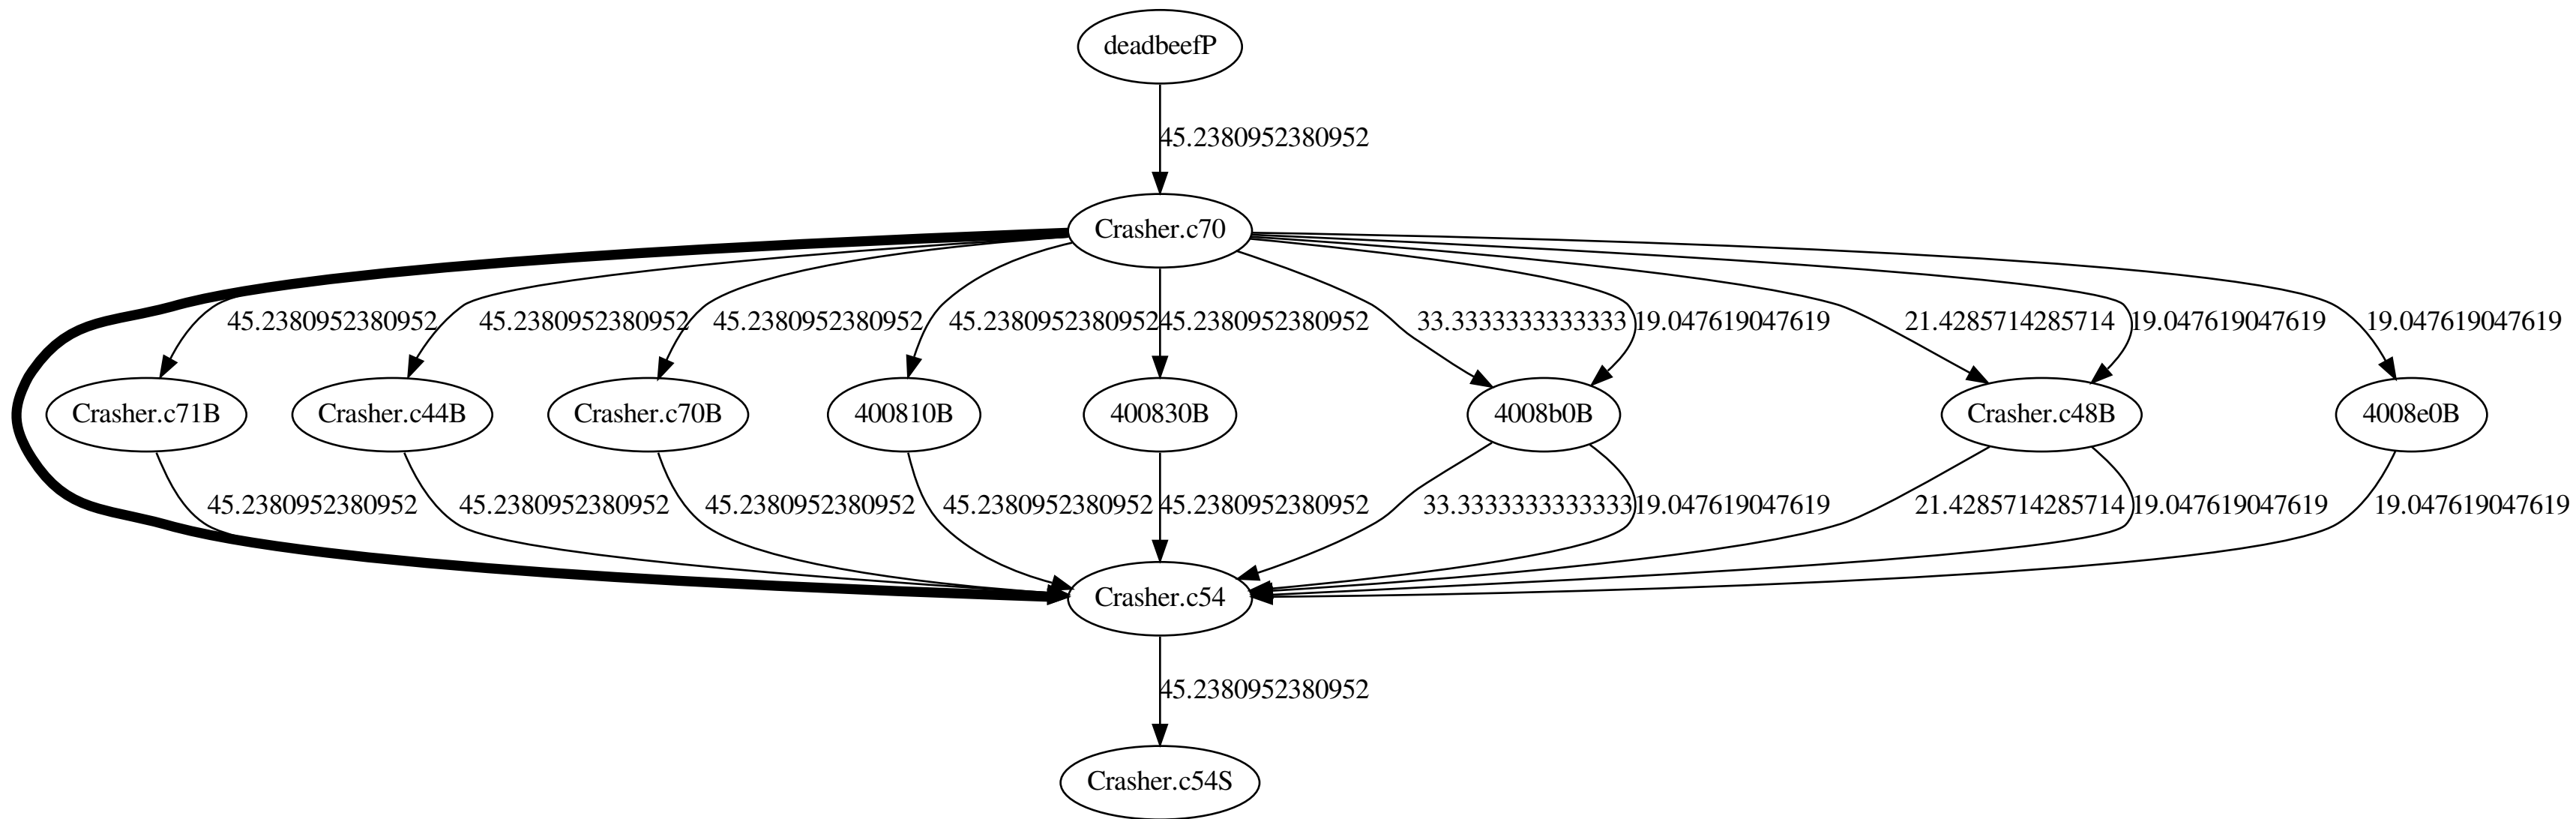 deadbeefP
45.2380952380952
Crasher.c70
45.2380952380952 45.2380952380952 45.2380952380952 45.2380952380952 45.2380952380952 33.3333333333333 19.047619047619 21.4285714285714 19.047619047619 19.047619047619
Crasher.c71B Crasher.c44B Crasher.c70B 400810B 400830B 4008b0B Crasher.c48B 4008e0B
45.2380952380952 45.2380952380952 45.2380952380952 45.2380952380952 45.2380952380952 33.3333333333333 19.047619047619 21.4285714285714 19.047619047619 19.047619047619
Crasher.c54
45.2380952380952
Crasher.c54S